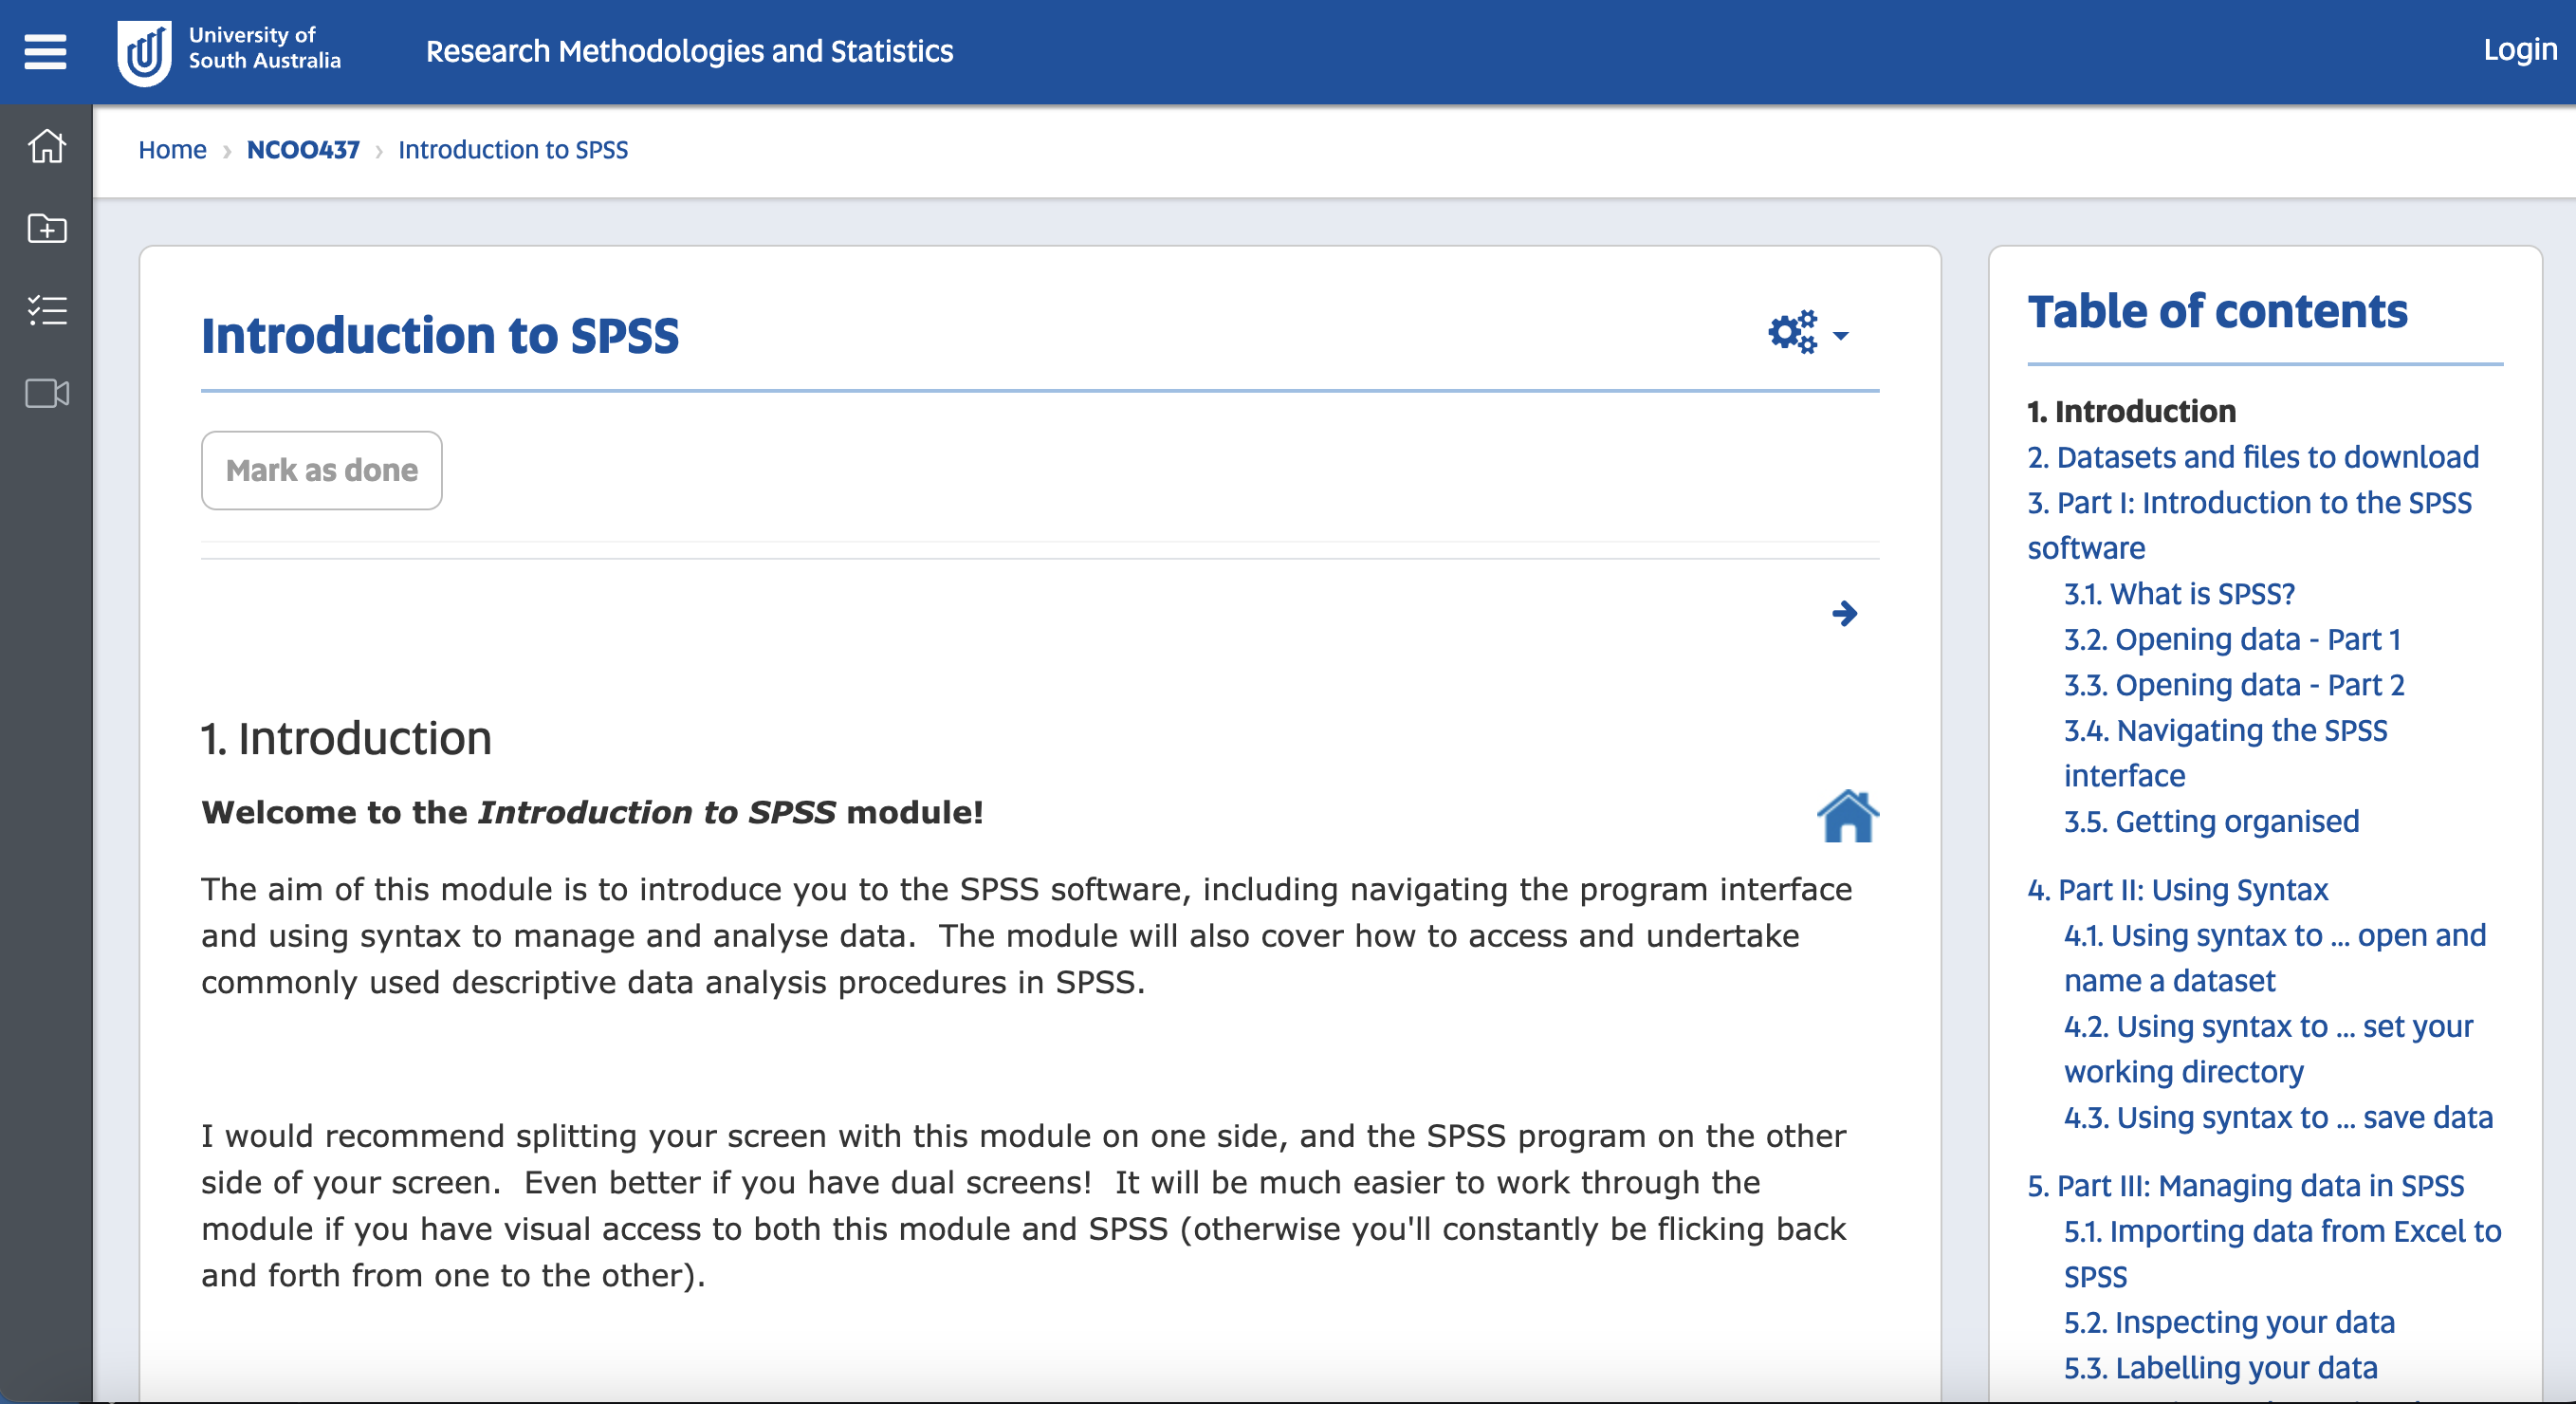 University of
South Australia
Research Methodologies and Statistics
Login
Home › NCOO437 › Introduction to SPSS
Introduction to SPSS
Mark as done
1. Introduction
Welcome to the Introduction to SPSS module!
The aim of this module is to introduce you to the SPSS software, including navigating the program interface
and using syntax to manage and analyse data.  The module will also cover how to access and undertake
commonly used descriptive data analysis procedures in SPSS.
I would recommend splitting your screen with this module on one side, and the SPSS program on the other
side of your screen.  Even better if you have dual screens!  It will be much easier to work through the
module if you have visual access to both this module and SPSS (otherwise you'll constantly be flicking back
and forth from one to the other).
Table of contents
1. Introduction
2. Datasets and files to download
3. Part I: Introduction to the SPSS
software
3.1. What is SPSS?
3.2. Opening data - Part 1
3.3. Opening data - Part 2
3.4. Navigating the SPSS
interface
3.5. Getting organised
4. Part II: Using Syntax
4.1. Using syntax to ... open and
name a dataset
4.2. Using syntax to ... set your
working directory
4.3. Using syntax to ... save data
5. Part III: Managing data in SPSS
5.1. Importing data from Excel to
SPSS
5.2. Inspecting your data
5.3. Labelling your data